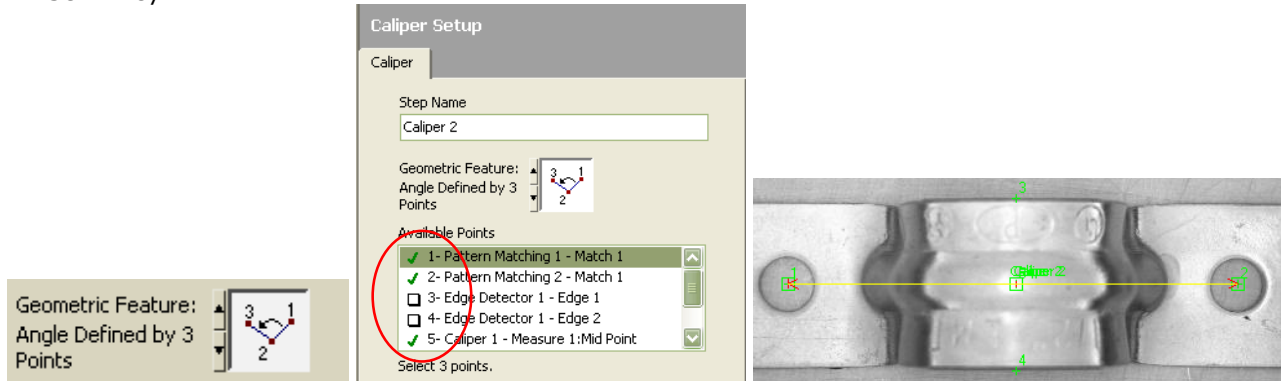 Geometric Feature:
Angle Defined by 3
Points
3 1
2
Caliper Setup
Caliper
Step Name
Caliper 2
Geometric Feature:
Angle Defined by 3
Points
3 1
2
Available Points
1- Pattern Matching 1 - Match 1
2- Pattern Matching 2 - Match 1
3- Edge Detector 1 - Edge 1
4- Edge Detector 1 - Edge 2
5- Caliper 1 - Measure 1:Mid Point
Select 3 points.
3
1
2
4